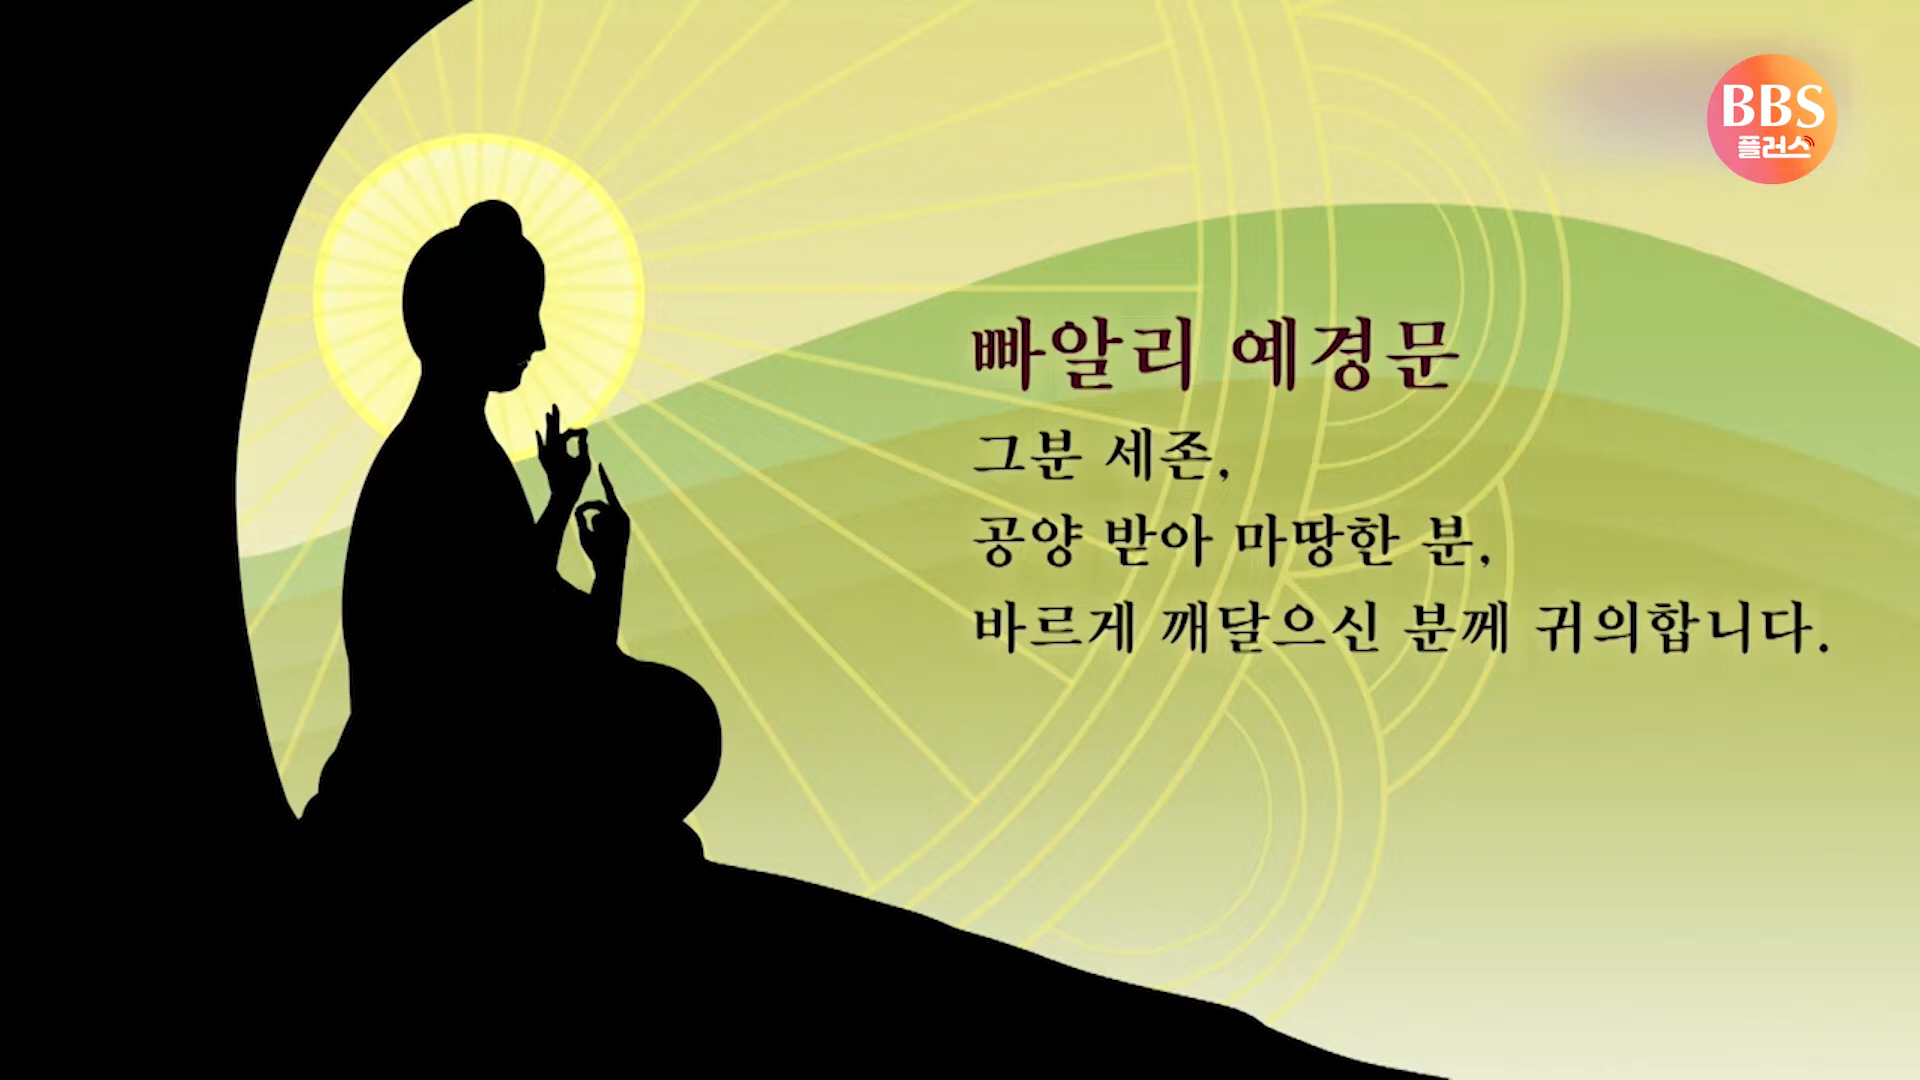 BBS
플러스
빠알리 예경문
그분 세존,
공양 받아 마땅한 분,
바르게 깨달으신 분께 귀의합니다.